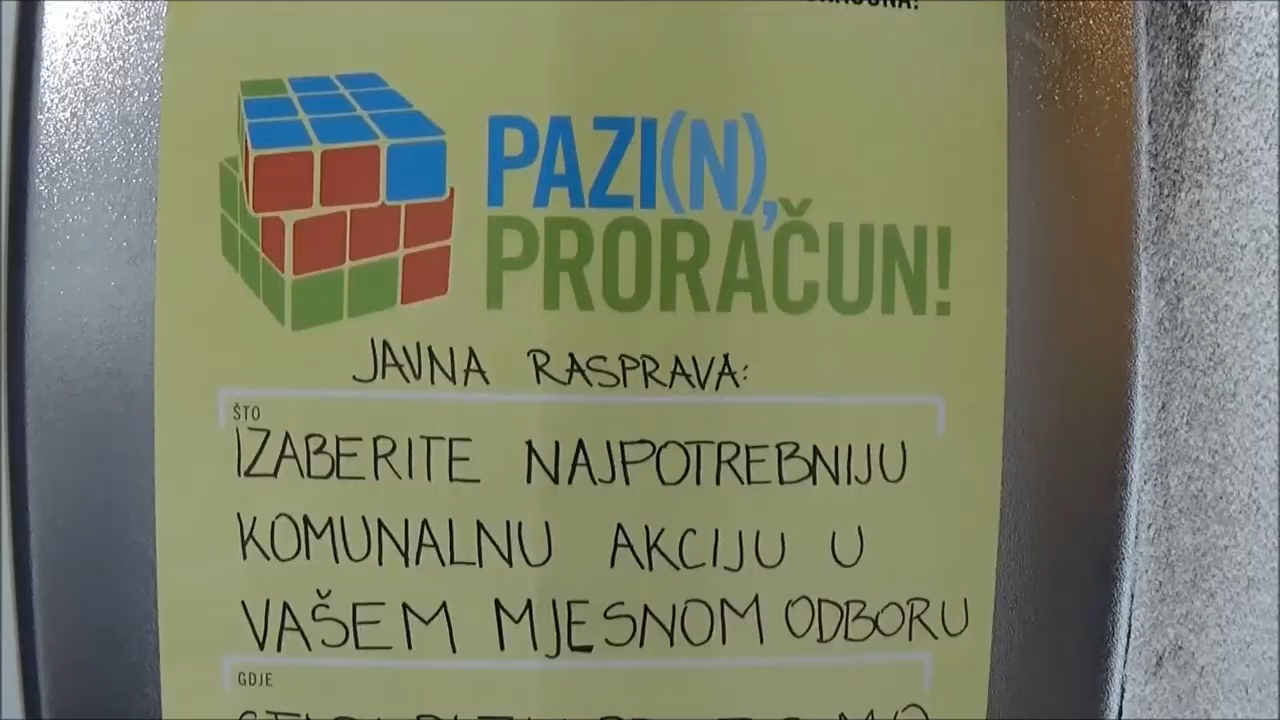 PAZI(N),
PRORAČUN!
JAVNA RASPRAVA:
ŠTO
IZABERITE NAJPOTREBNIJU
KOMUNALNU AKCIJU U
VAŠEM MJESNOM ODBORU
GDJE